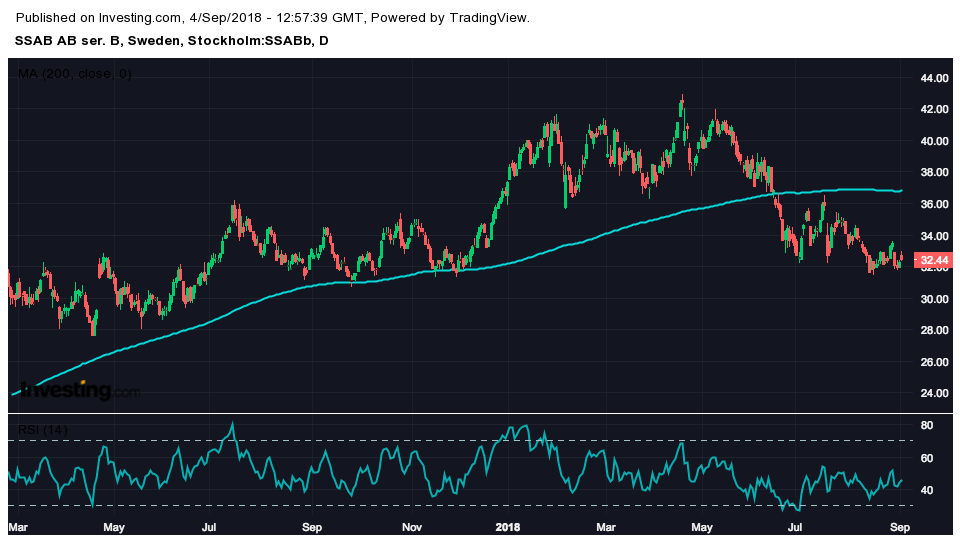 Published on Investing.com, 4/Sep/2018 - 12:57:39 GMT, Powered by TradingView.
SSAB AB ser. B, Sweden, Stockholm:SSABb, D
MA (200, close, 0)
44.00
42.00
40.00
38.00
36.00
34.00
32.44
32.00
30.00
28.00
26.00
24.00
Investing.com
RSI (14)
80
60
40
Mar May Jul Sep Nov 2018 Mar May Jul Sep